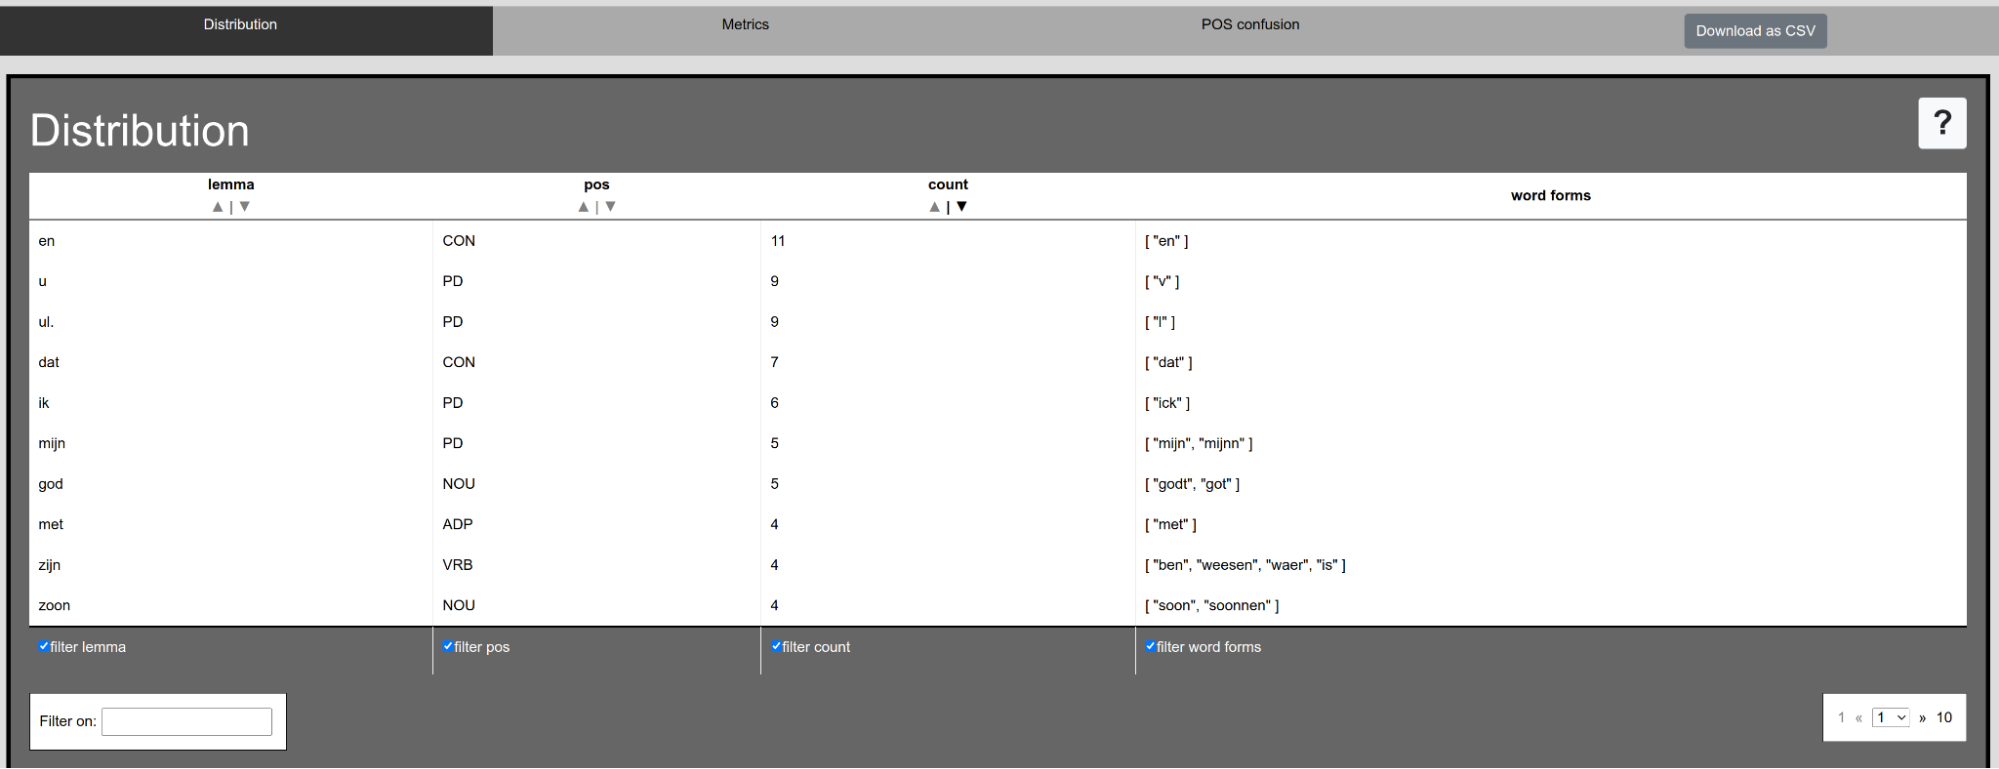 Distribution Metrics POS confusion Download as CSV
Distribution ?
lemma pos count word forms
▲ | ▼ ▲ | ▼ ▲ | ▼
en CON 11 [ "en" ]
u PD 9 [ "v" ]
ul. PD 9 [ "l" ]
dat CON 7 [ "dat" ]
ik PD 6 [ "ick" ]
mijn PD 5 [ "mijn", "mijnn" ]
god NOU 5 [ "godt", "got" ]
met ADP 4 [ "met" ]
zijn VRB 4 [ "ben", "weesen", "waer", "is" ]
zoon NOU 4 [ "soon", "soonnen" ]
filter lemma filter pos filter count filter word forms
Filter on: 1 « 1 » 10